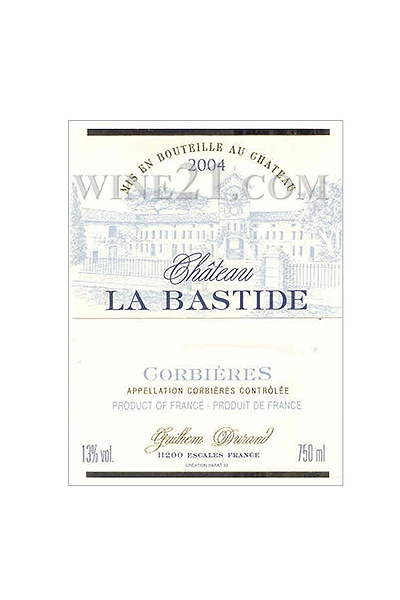 MIS EN BOUTEILLE AU CHATEAU
2004
WINE21.COM
Château
LA BASTIDE
CORBIÈRES
APPELLATION CORBIÈRES CONTRÔLÉE
PRODUCT OF FRANCE - PRODUIT DE FRANCE
Guilhem Durand
13% vol.
11200 ESCALES FRANCE
750 ml